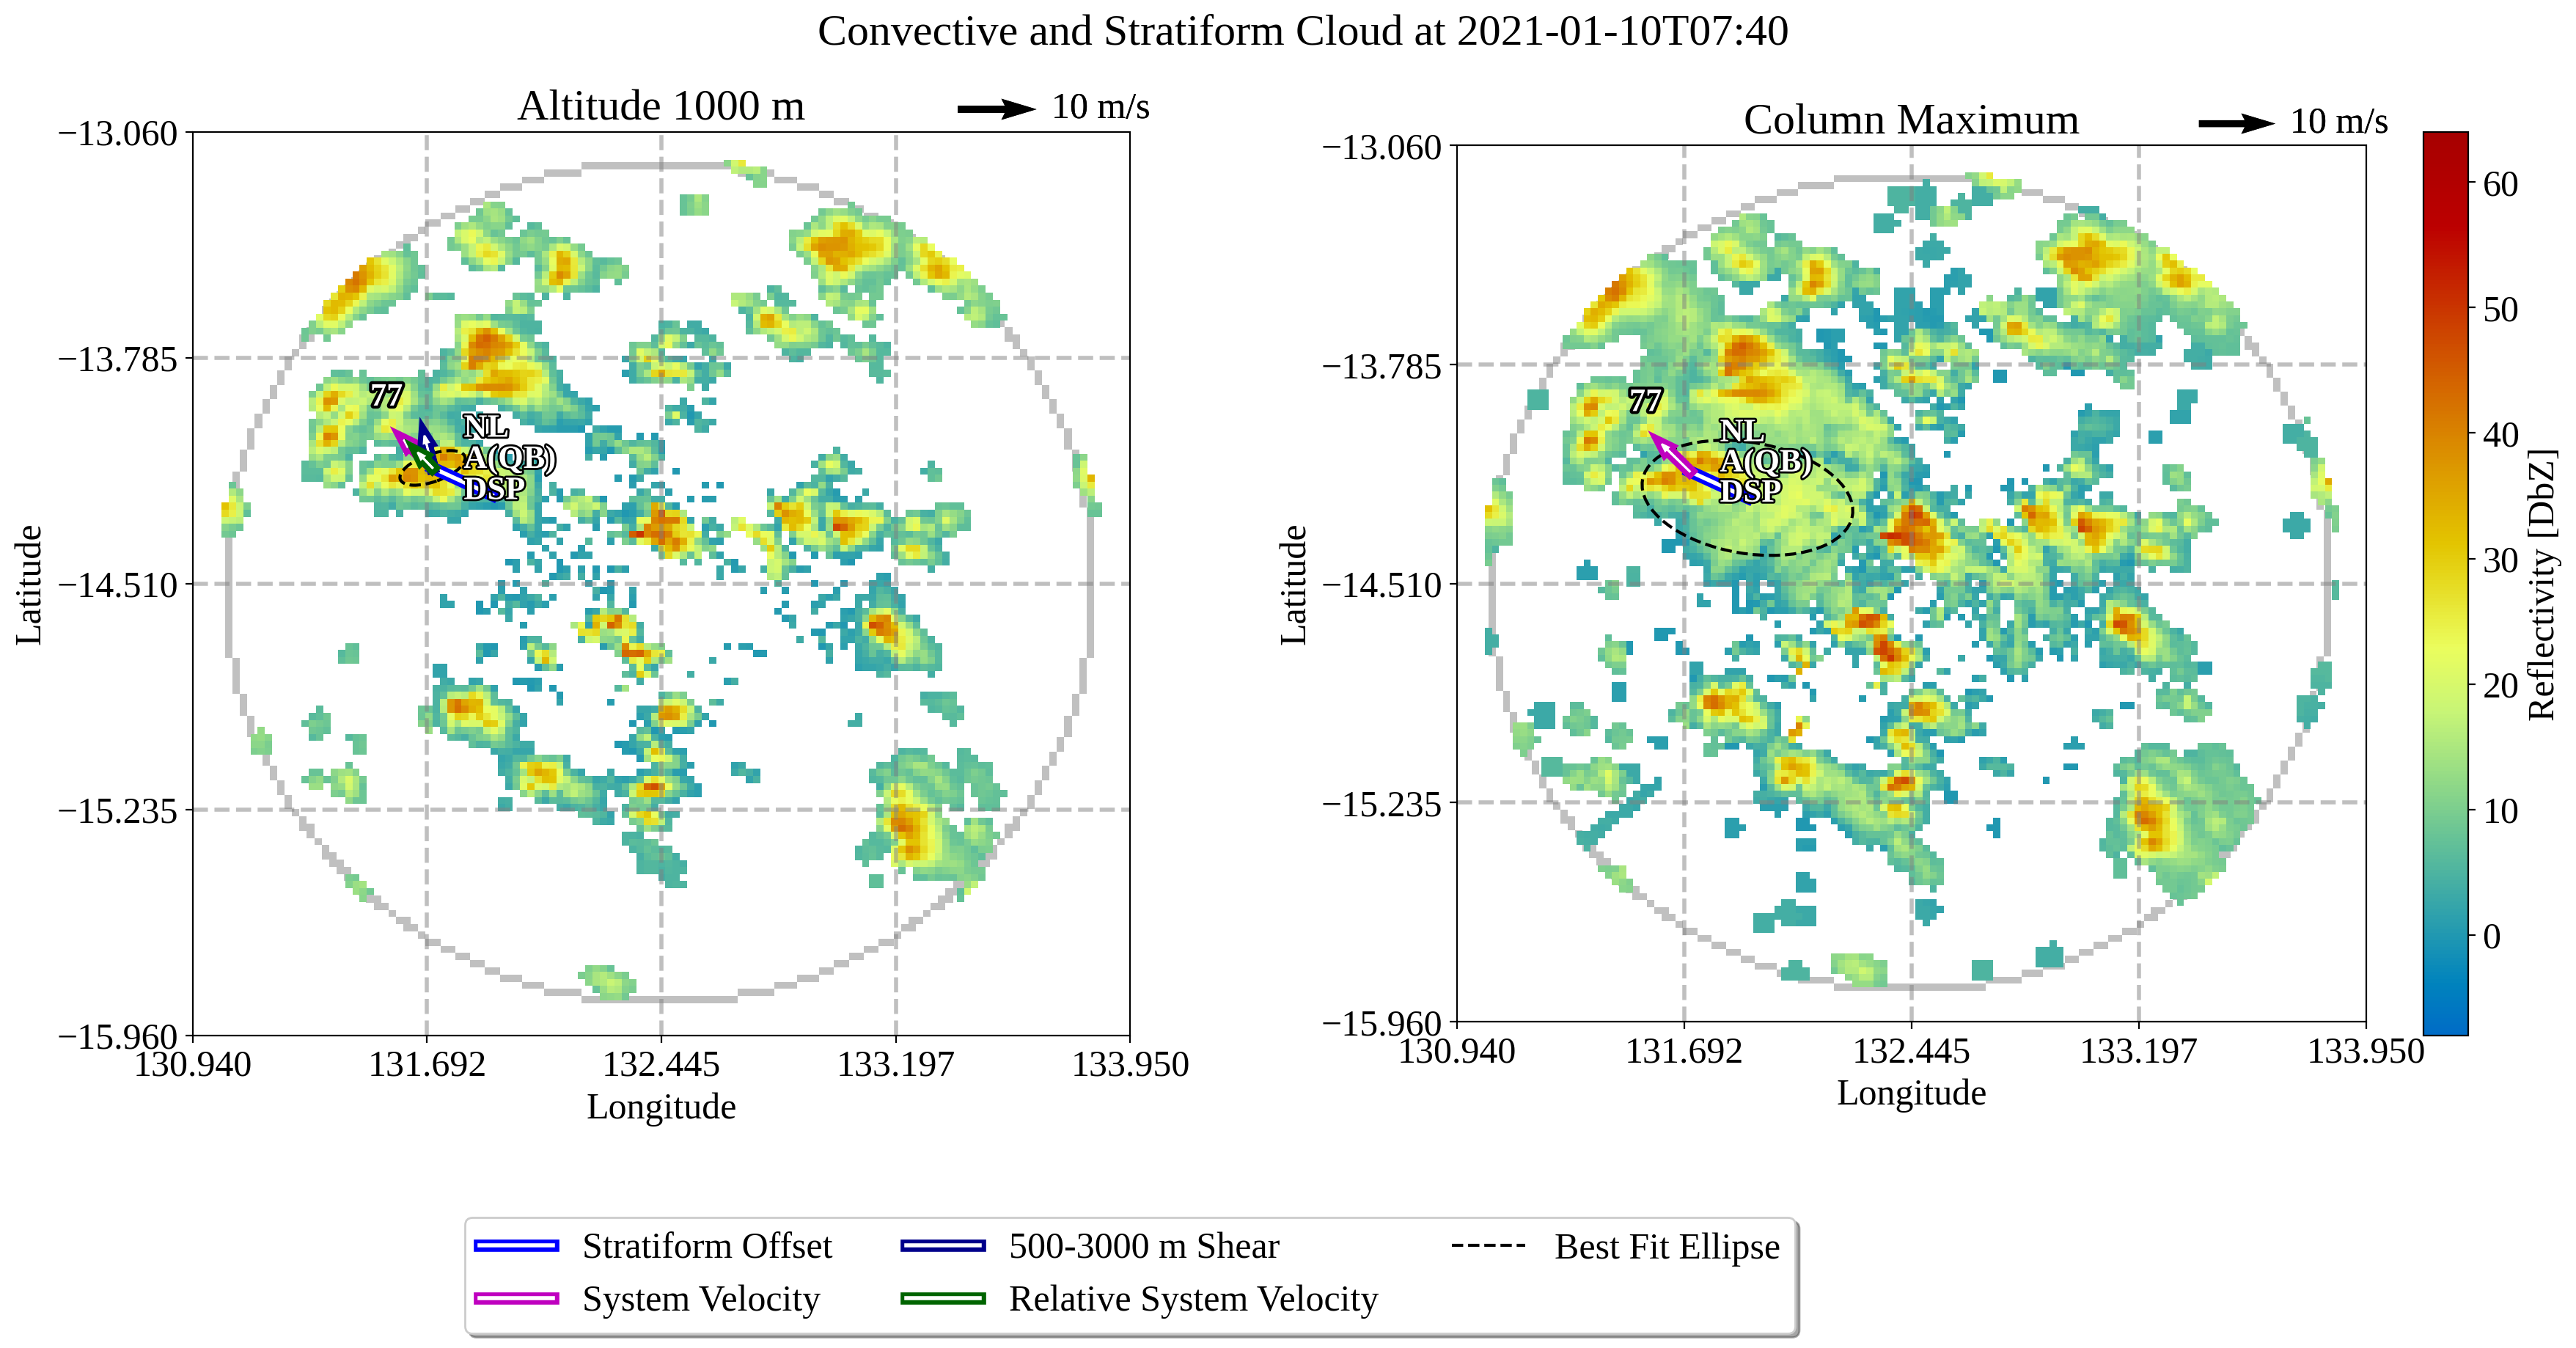 Convective and Stratiform Cloud at 2021-01-10T07:40
Altitude 1000 m
10 m/s
−13.060
−13.785
−14.510
−15.235
−15.960
130.940
131.692
132.445
133.197
133.950
Latitude
Longitude
77
NL
A(QB)
DSP
Column Maximum
10 m/s
−13.060
−13.785
−14.510
−15.235
−15.960
130.940
131.692
132.445
133.197
133.950
Latitude
Longitude
77
NL
A(QB)
DSP
60
50
40
30
20
10
0
Reflectivity [DbZ]
Stratiform Offset
500-3000 m Shear
Best Fit Ellipse
System Velocity
Relative System Velocity